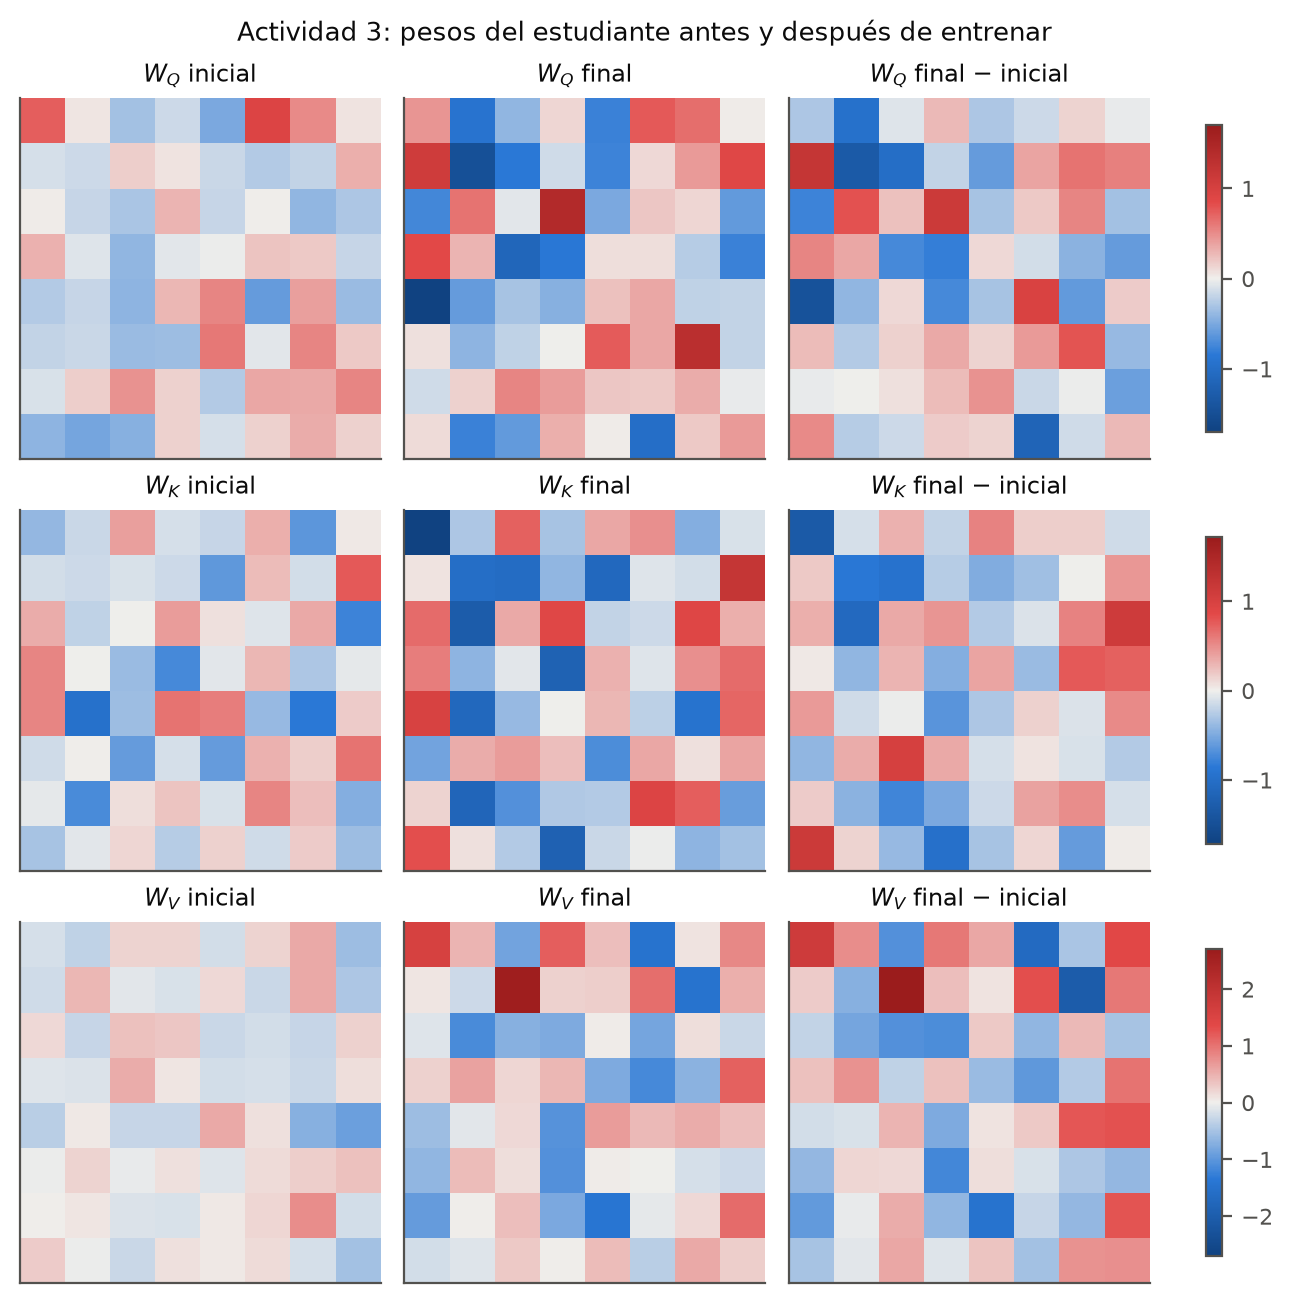 Actividad 3: pesos del estudiante antes y después de entrenar
W_Q inicial
W_Q final
W_Q final − inicial
1
0
−1
W_K inicial
W_K final
W_K final − inicial
1
0
−1
W_V inicial
W_V final
W_V final − inicial
2
1
0
−1
−2